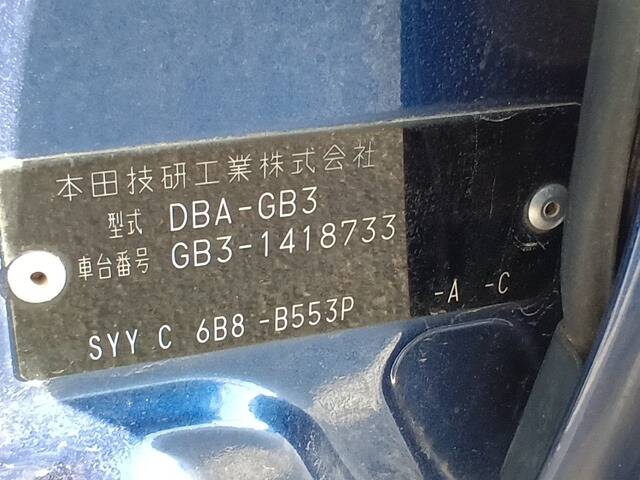 本田技研工業株式会社
型式 DBA-GB3
車台番号 GB3-1418733
SYY C 6B8 -B553P -A -C